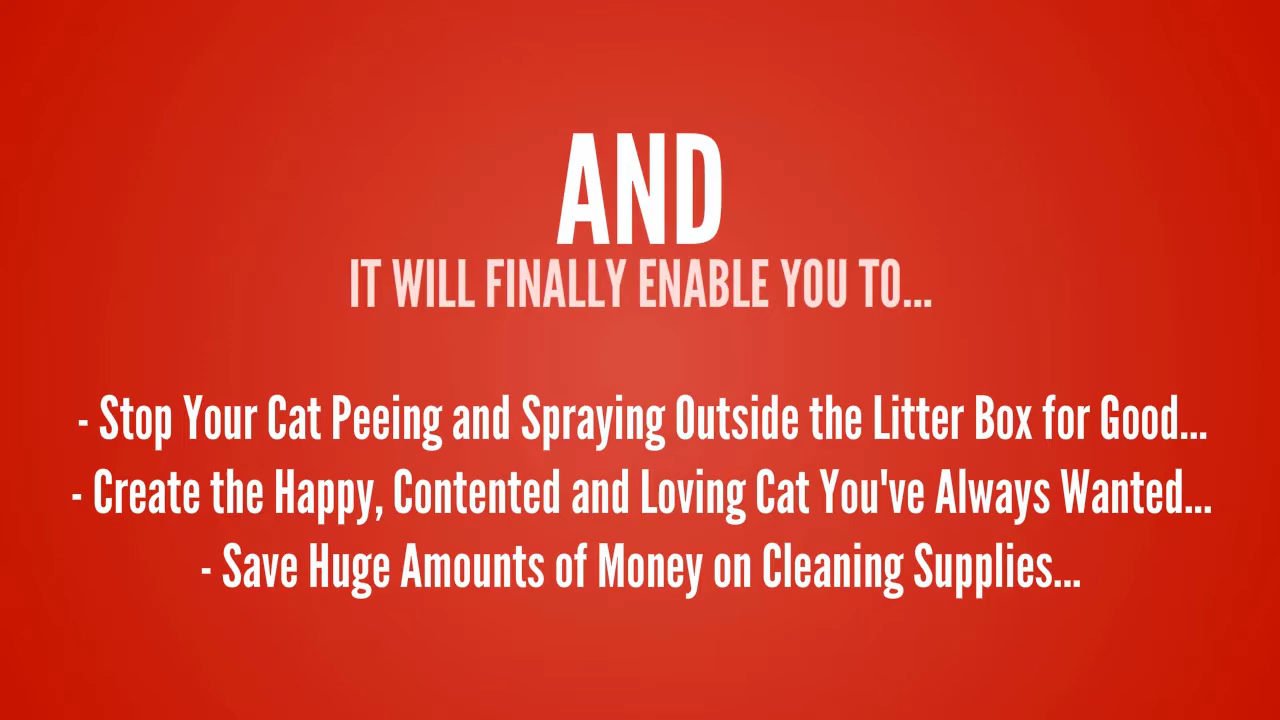 AND
IT WILL FINALLY ENABLE YOU TO...
- Stop Your Cat Peeing and Spraying Outside the Litter Box for Good...
- Create the Happy, Contented and Loving Cat You've Always Wanted...
- Save Huge Amounts of Money on Cleaning Supplies...